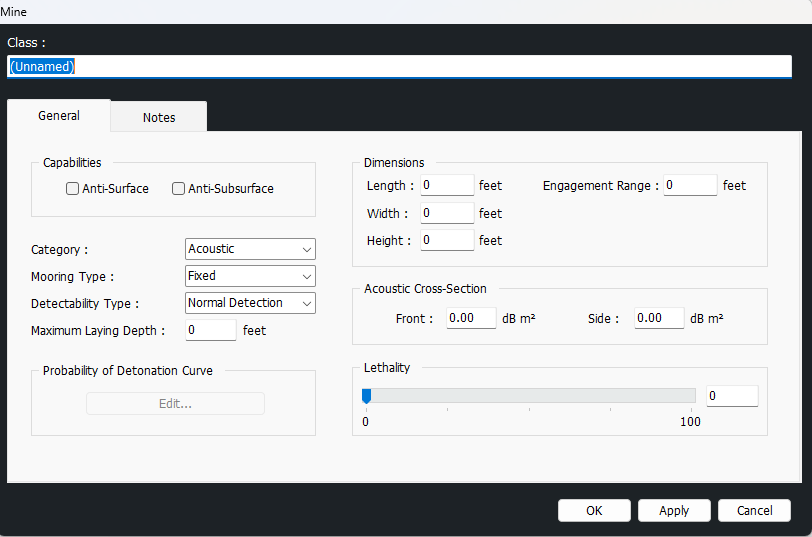 Mine
Class :
(Unnamed)
General
Notes
Capabilities
Anti-Surface
Anti-Subsurface
Category :
Acoustic
Mooring Type :
Fixed
Detectability Type :
Normal Detection
Maximum Laying Depth :
0
feet
Probability of Detonation Curve
Edit...
Dimensions
Length :
0
feet
Engagement Range :
0
feet
Width :
0
feet
Height :
0
feet
Acoustic Cross-Section
Front :
0.00
dB m²
Side :
0.00
dB m²
Lethality
0
0
100
OK
Apply
Cancel